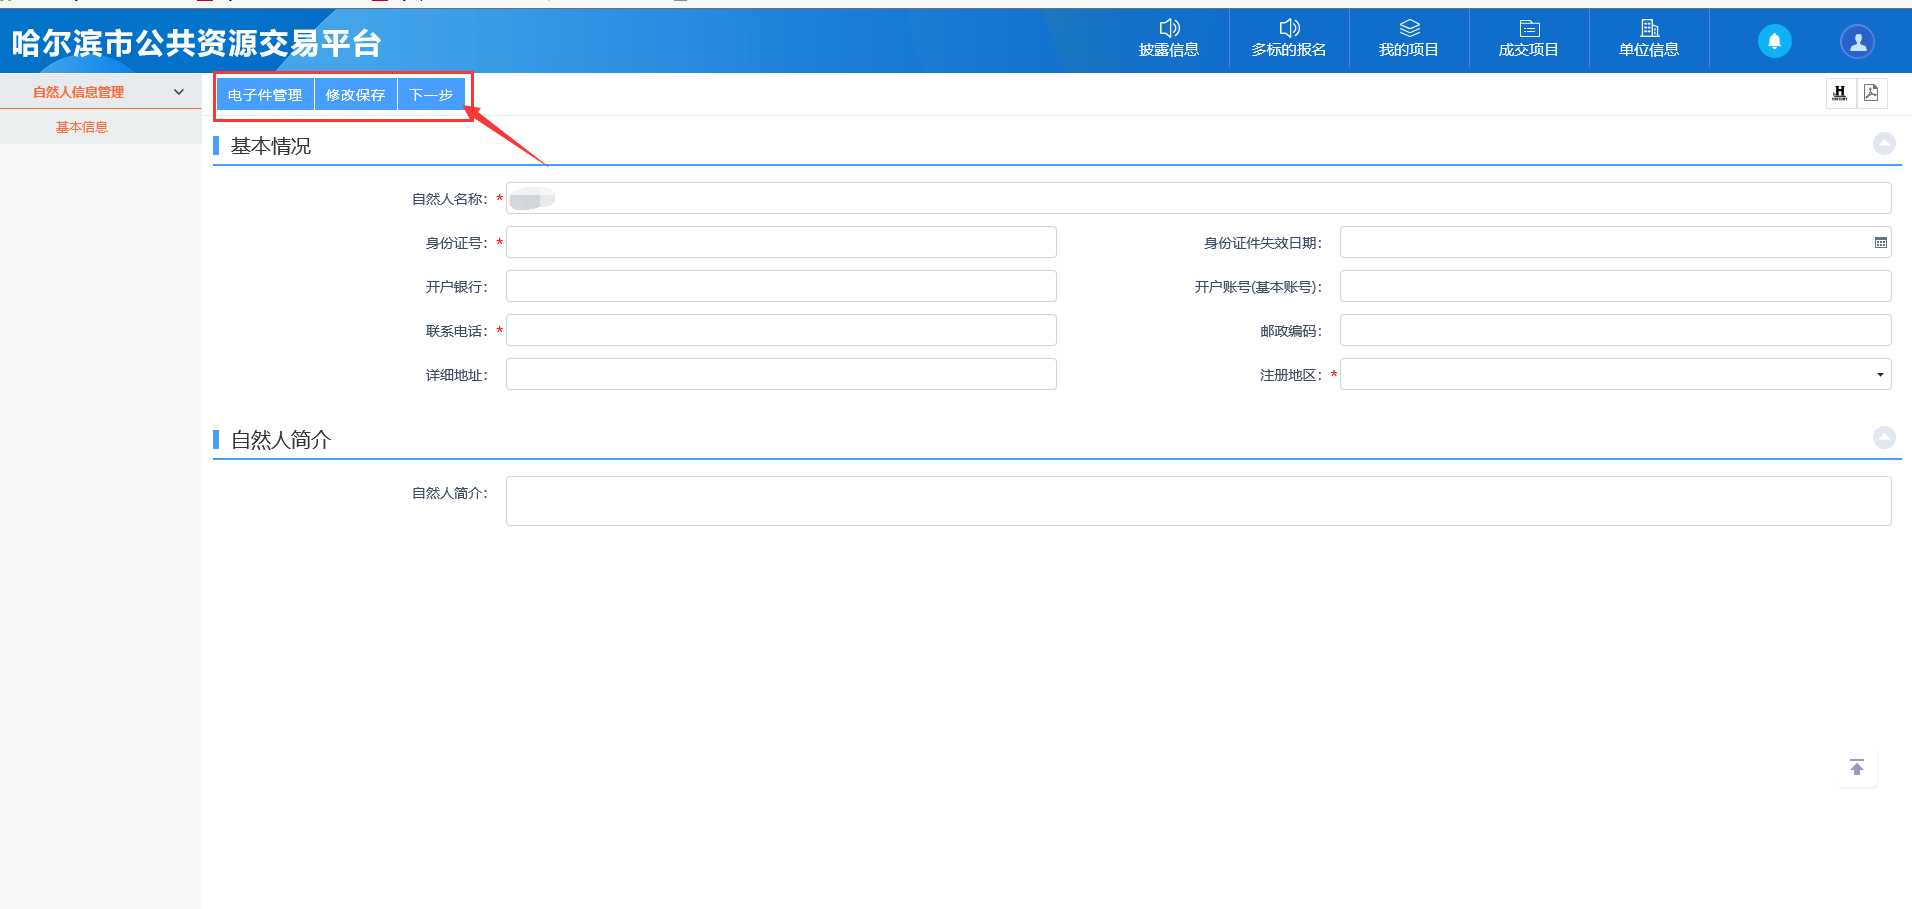 哈尔滨市公共资源交易平台
披露信息 多标的报名 我的项目 成交项目 单位信息
自然人信息管理
基本信息
电子件管理 修改保存 下一步
H
基本情况
自然人名称：*
身份证号：* 身份证件失效日期：
开户银行： 开户账号(基本账号)：
联系电话：* 邮政编码：
详细地址： 注册地区：*
自然人简介
自然人简介：